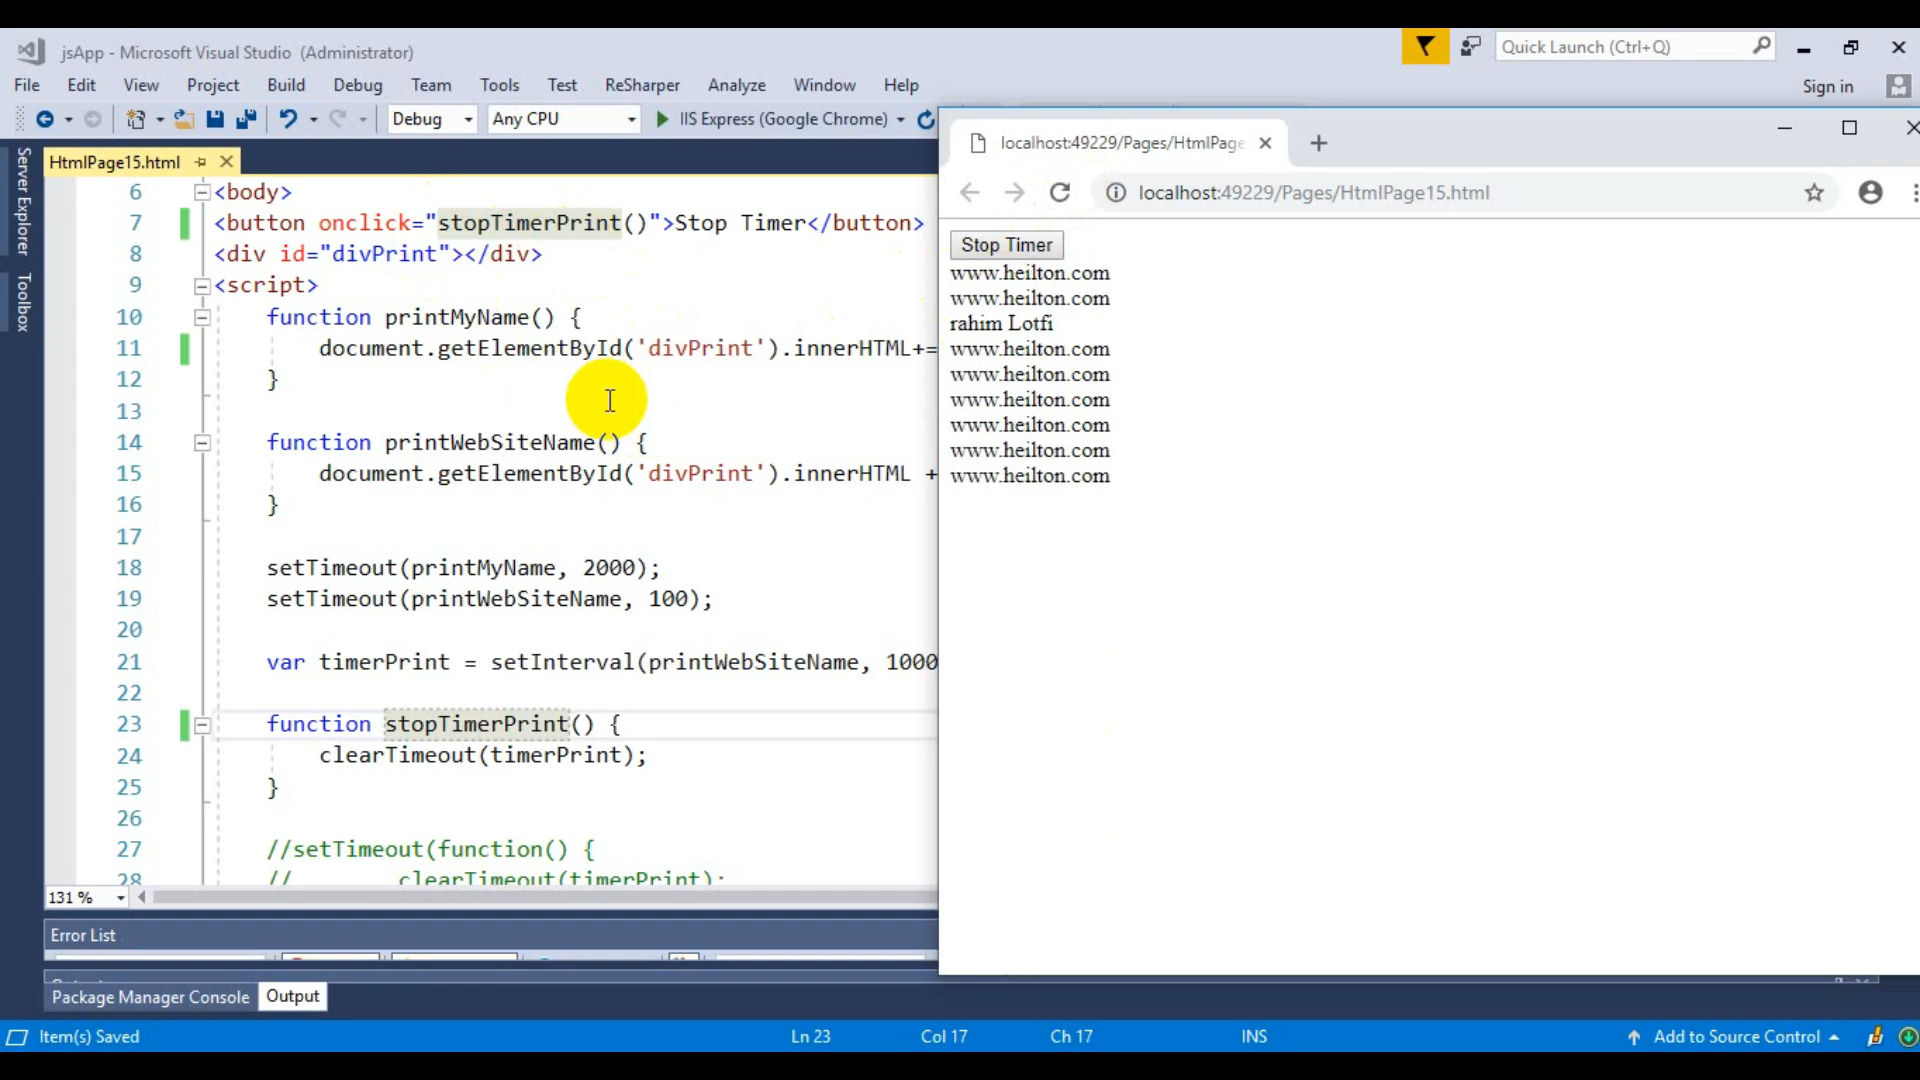 jsApp - Microsoft Visual Studio (Administrator)
Quick Launch (Ctrl+Q)
File Edit View Project Build Debug Team Tools Test ReSharper Analyze Window Help
Sign in
Debug Any CPU IIS Express (Google Chrome)
Server Explorer
Toolbox
HtmlPage15.html
6 <body>
7 <button onclick="stopTimerPrint()">Stop Timer</button>
8 <div id="divPrint"></div>
9 <script>
10 function printMyName() {
11 document.getElementById('divPrint').innerHTML+=
12 }
13
14 function printWebSiteName() {
15 document.getElementById('divPrint').innerHTML +
16 }
17
18 setTimeout(printMyName, 2000);
19 setTimeout(printWebSiteName, 100);
20
21 var timerPrint = setInterval(printWebSiteName, 1000
22
23 function stopTimerPrint() {
24 clearTimeout(timerPrint);
25 }
26
27 //setTimeout(function() {
28 // clearTimeout(timerPrint);
131 %
Error List
Package Manager Console Output
Item(s) Saved
Ln 23 Col 17 Ch 17 INS
Add to Source Control
localhost:49229/Pages/HtmlPage
localhost:49229/Pages/HtmlPage15.html
Stop Timer
www.heilton.com
www.heilton.com
rahim Lotfi
www.heilton.com
www.heilton.com
www.heilton.com
www.heilton.com
www.heilton.com
www.heilton.com